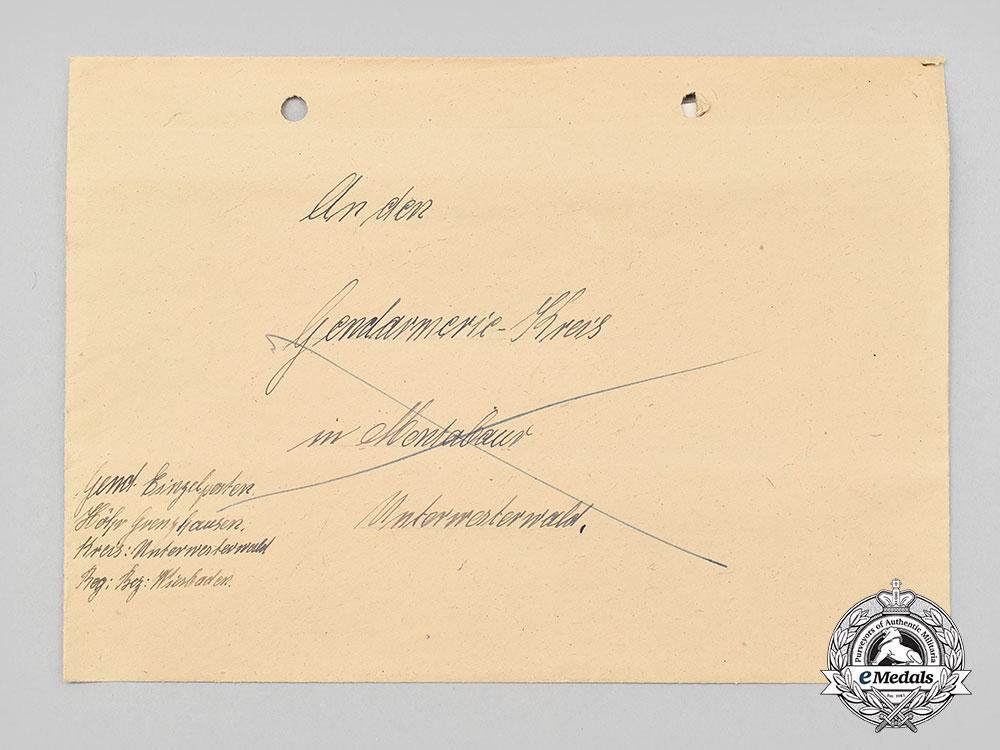 An den
Gendarmerie-Kreis
in Montabaur
Unterwesterwald.
Gend. Einzelposten.
Höhr Grenzhausen.
Kreis: Unterwesterwald
Reg: Bez: Wiesbaden.
Purveyors of Authentic Militaria
eMedals